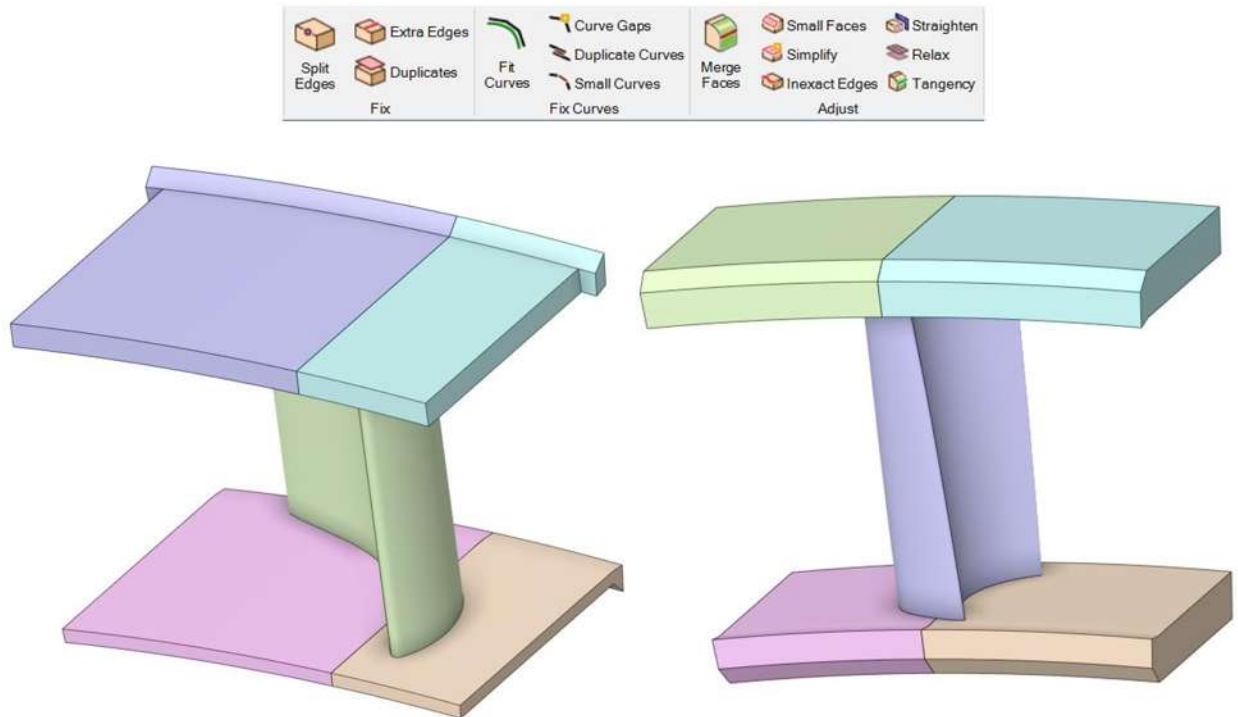 Split Edges
Extra Edges
Duplicates
Fix
Fit Curves
Curve Gaps
Duplicate Curves
Small Curves
Fix Curves
Merge Faces
Small Faces
Simplify
Inexact Edges
Straighten
Relax
Tangency
Adjust